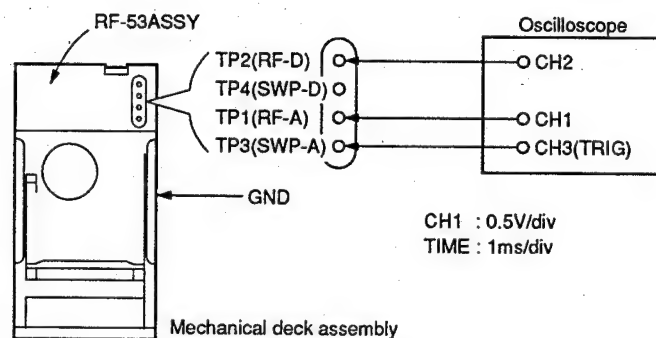 RF-53ASSY
Oscilloscope
TP2(RF-D)
CH2
TP4(SWP-D)
TP1(RF-A)
CH1
TP3(SWP-A)
CH3(TRIG)
GND
CH1 : 0.5V/div
TIME : 1ms/div
Mechanical deck assembly